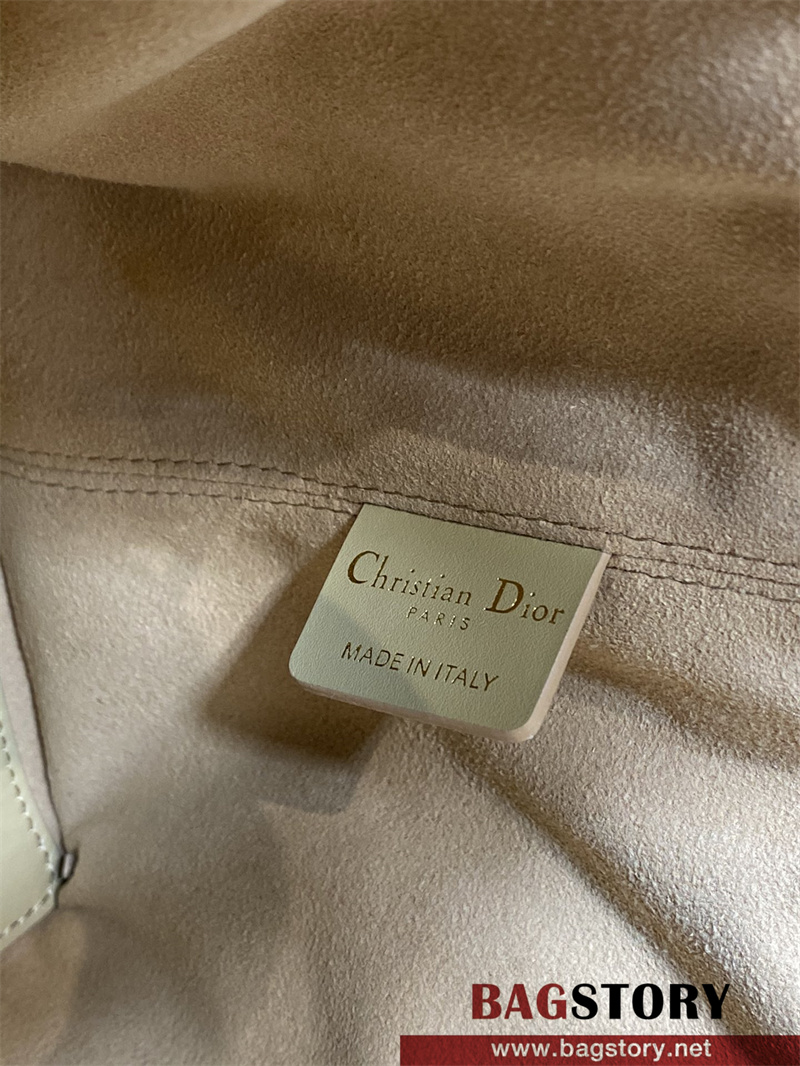 Christian Dior
PARIS
MADE IN ITALY
BAGSTORY
www.bagstory.net